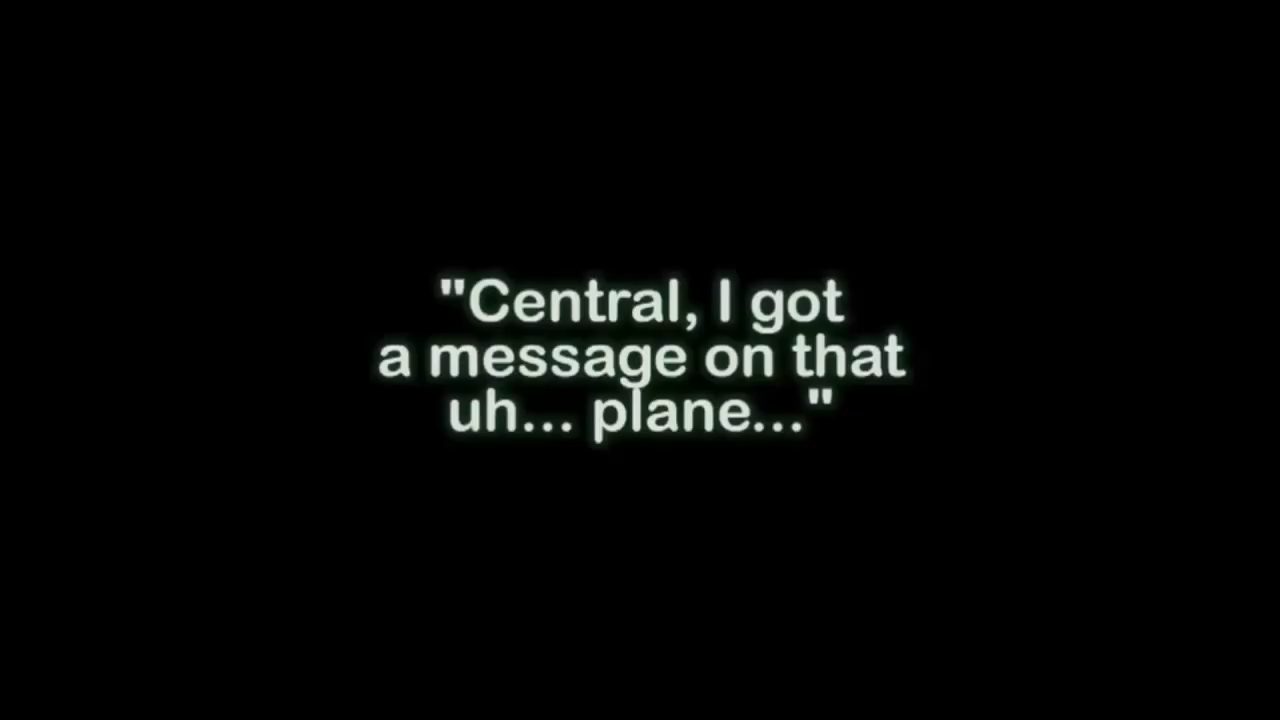 "Central, I got
a message on that
uh... plane..."